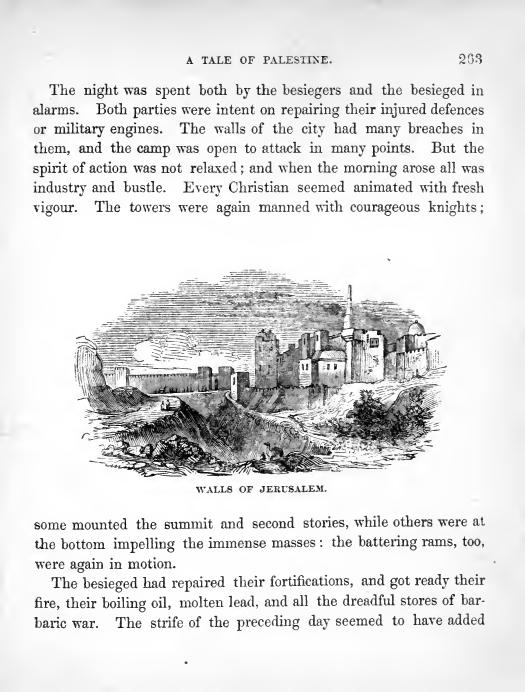 A TALE OF PALESTINE. 263
The night was spent both by the besiegers and the besieged in
alarms. Both parties were intent on repairing their injured defences
or military engines. The walls of the city had many breaches in
them, and the camp was open to attack in many points. But the
spirit of action was not relaxed; and when the morning arose all was
industry and bustle. Every Christian seemed animated with fresh
vigour. The towers were again manned with courageous knights;
WALLS OF JERUSALEM.
some mounted the summit and second stories, while others were at
the bottom impelling the immense masses: the battering rams, too,
were again in motion.
The besieged had repaired their fortifications, and got ready their
fire, their boiling oil, molten lead, and all the dreadful stores of bar-
baric war. The strife of the preceding day seemed to have added